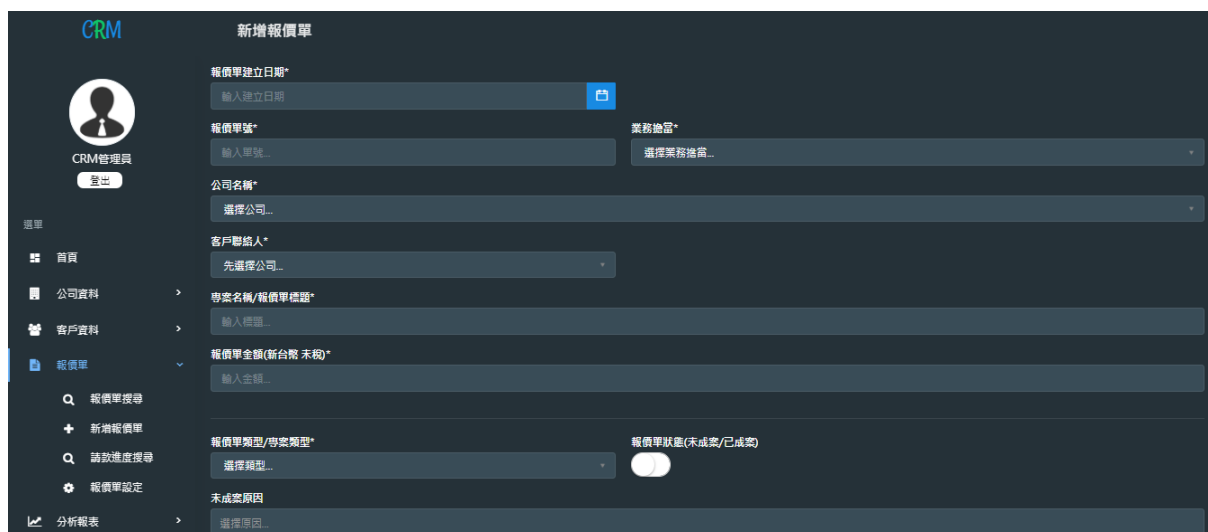 CRM
新增報價單
CRM管理員
登出
選單
首頁
公司資料
客戶資料
報價單
報價單搜尋
新增報價單
請款進度搜尋
報價單設定
分析報表
報價單建立日期*
輸入建立日期
報價單號*
輸入單號...
業務擔當*
選擇業務擔當...
公司名稱*
選擇公司...
客戶聯絡人*
先選擇公司...
專案名稱/報價單標題*
輸入標題...
報價單金額(新台幣 未稅)*
輸入金額...
報價單類型/專案類型*
選擇類型...
報價單狀態(未成案/已成案)
未成案原因
選擇原因...